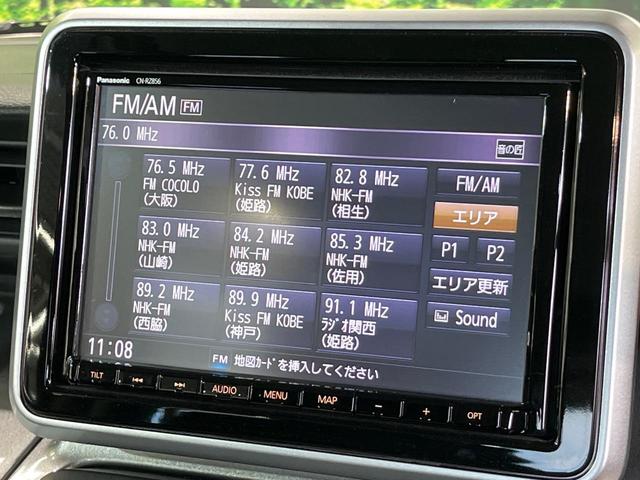 Panasonic CN-RZ856
FM/AM FM
76.0 MHz
音の匠
76.5 MHz
FM COCOLO
(大阪)
77.6 MHz
Kiss FM KOBE
(姫路)
82.8 MHz
NHK-FM
(相生)
FM/AM
エリア
83.0 MHz
NHK-FM
(山崎)
84.2 MHz
NHK-FM
(姫路)
85.3 MHz
NHK-FM
(佐用)
P1 P2
エリア更新
89.2 MHz
NHK-FM
(西脇)
89.9 MHz
Kiss FM KOBE
(神戸)
91.1 MHz
ﾗｼﾞｵ関西
(姫路)
Sound
11:08
FM 地図ｶｰﾄﾞを挿入してください
TILT AUDIO MENU MAP - + OPT